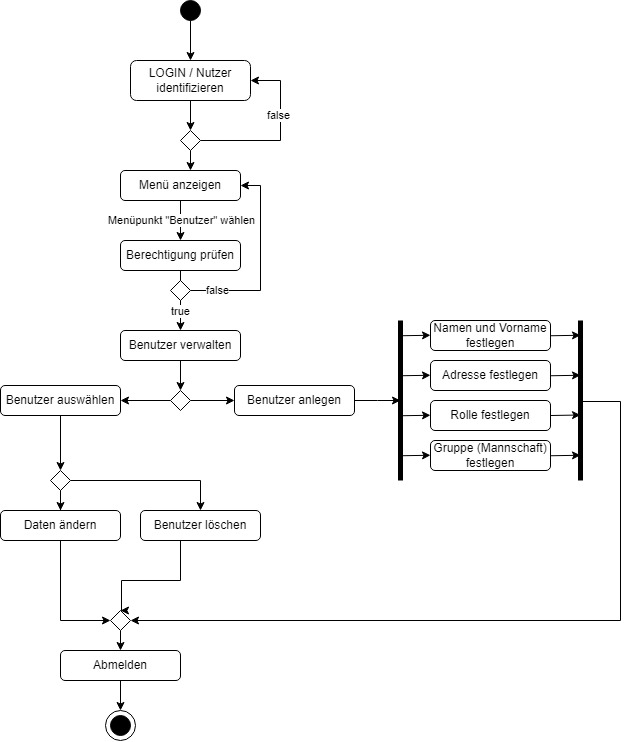 LOGIN / Nutzer
identifizieren
false
Menü anzeigen
Menüpunkt "Benutzer" wählen
Berechtigung prüfen
false
true
Benutzer verwalten
Benutzer auswählen
Benutzer anlegen
Namen und Vorname
festlegen
Adresse festlegen
Rolle festlegen
Gruppe (Mannschaft)
festlegen
Daten ändern
Benutzer löschen
Abmelden